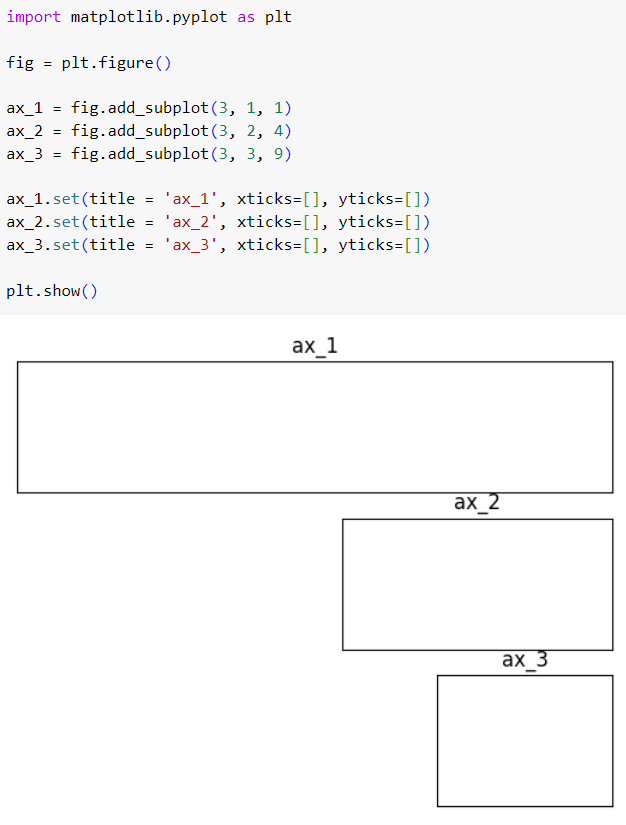 import matplotlib.pyplot as plt
fig = plt.figure()
ax_1 = fig.add_subplot(3, 1, 1)
ax_2 = fig.add_subplot(3, 2, 4)
ax_3 = fig.add_subplot(3, 3, 9)
ax_1.set(title = 'ax_1', xticks=[], yticks=[])
ax_2.set(title = 'ax_2', xticks=[], yticks=[])
ax_3.set(title = 'ax_3', xticks=[], yticks=[])
plt.show()
ax_1
ax_2
ax_3